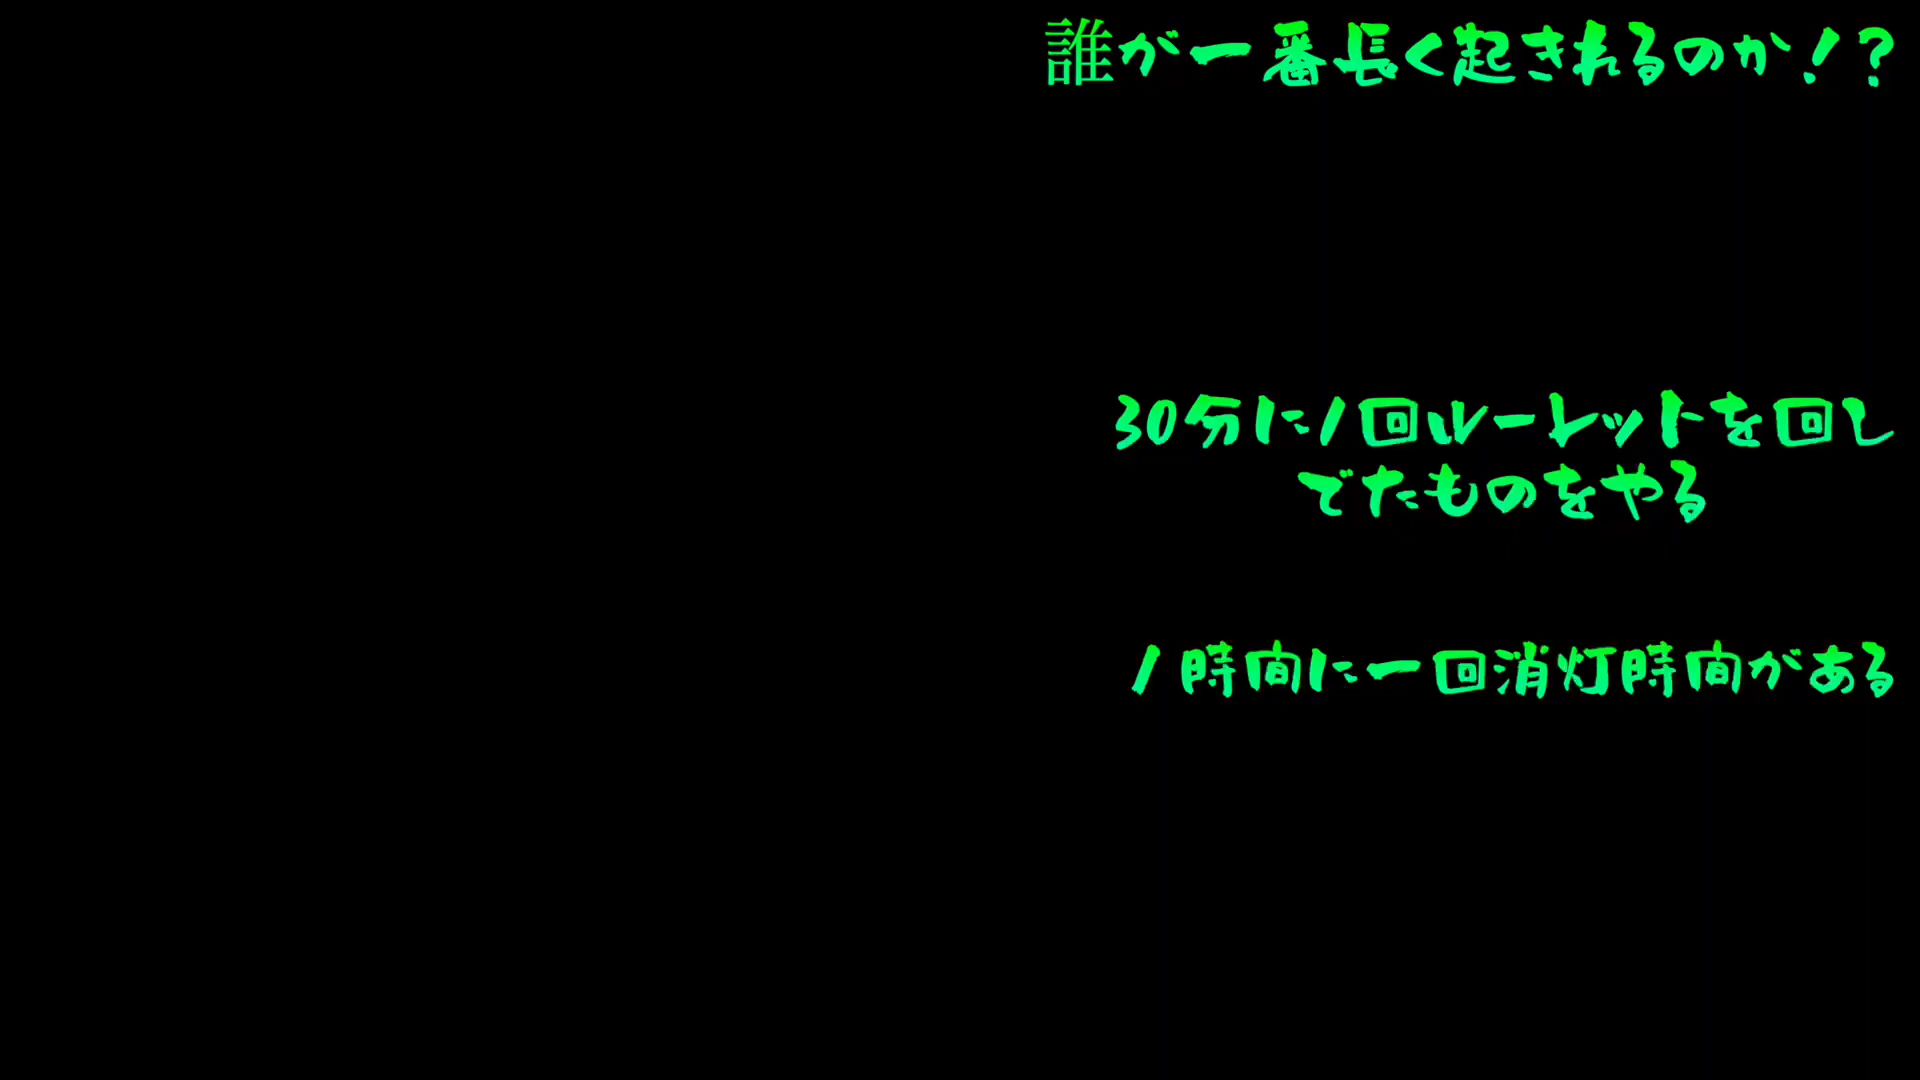 誰が一番長く起きれるのか!?
30分に1回ルーレットを回し
でたものをやる
1時間に一回消灯時間がある